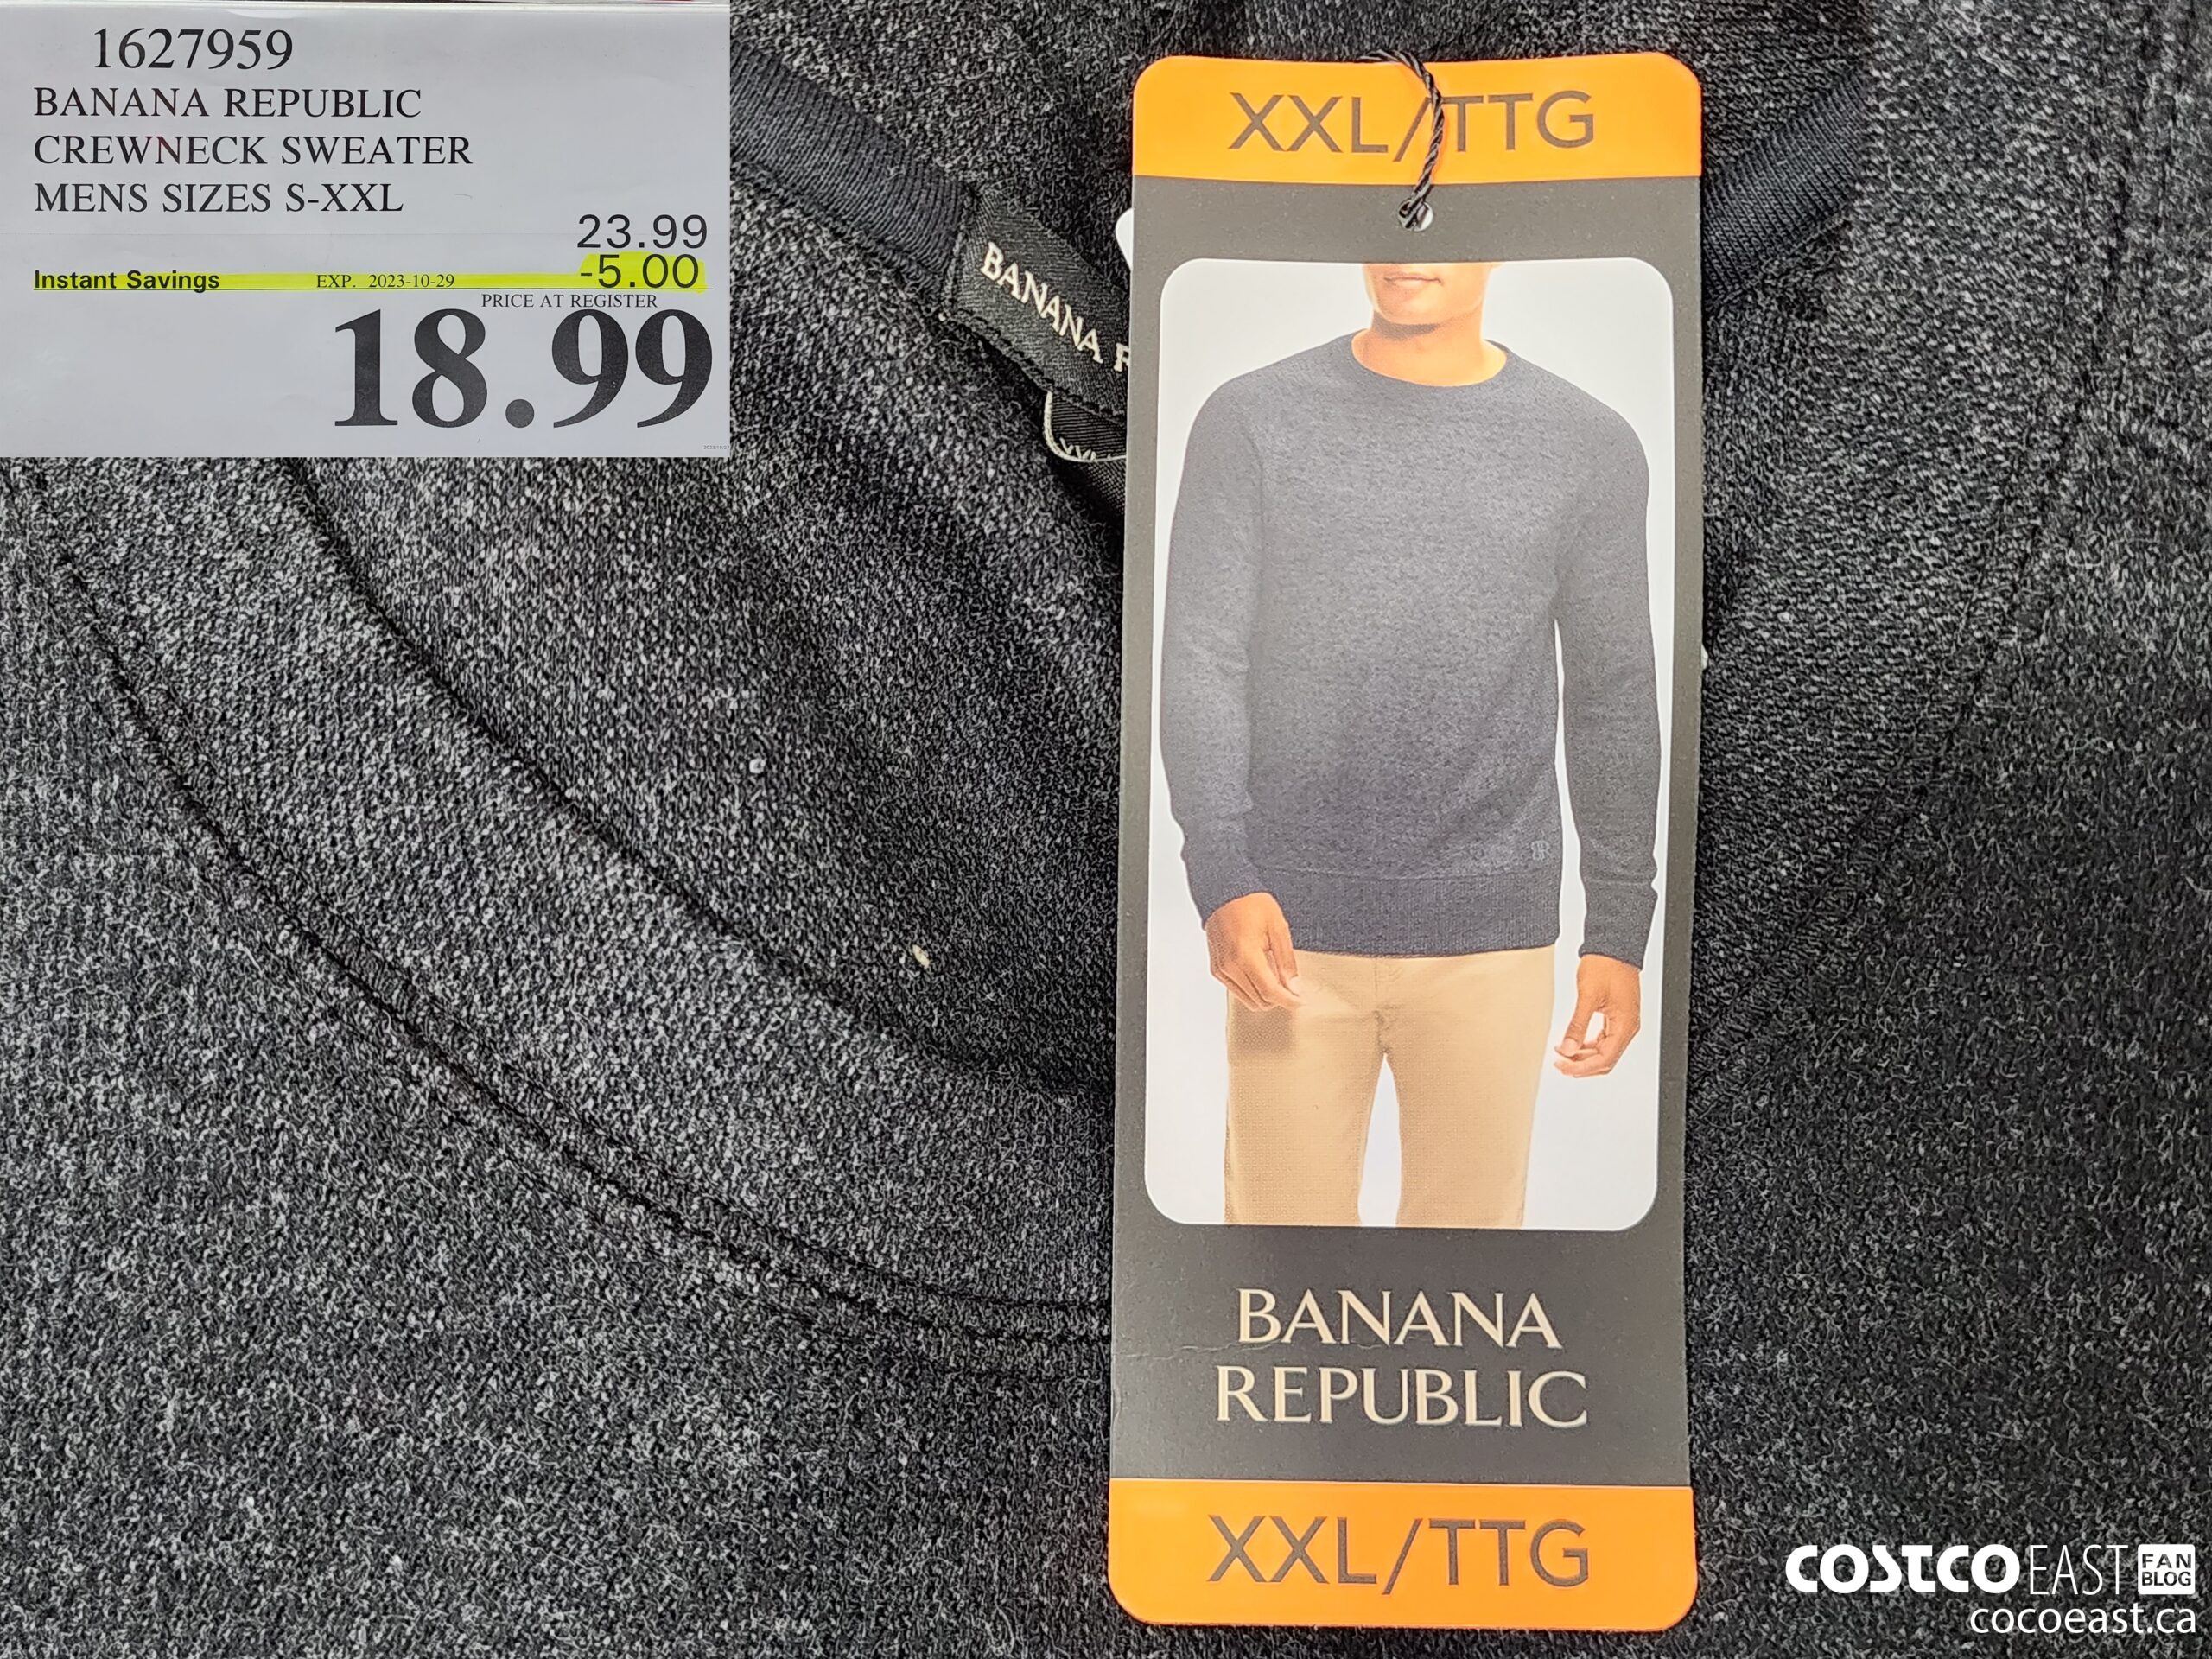 1627959
BANANA REPUBLIC
CREWNECK SWEATER
MENS SIZES S-XXL
23.99
Instant Savings EXP. 2023-10-29 -5.00
PRICE AT REGISTER
18.99
XXL/TTG
BANANA
BANANA
REPUBLIC
XXL/TTG
COSTCO EAST FAN BLOG
cocoeast.ca